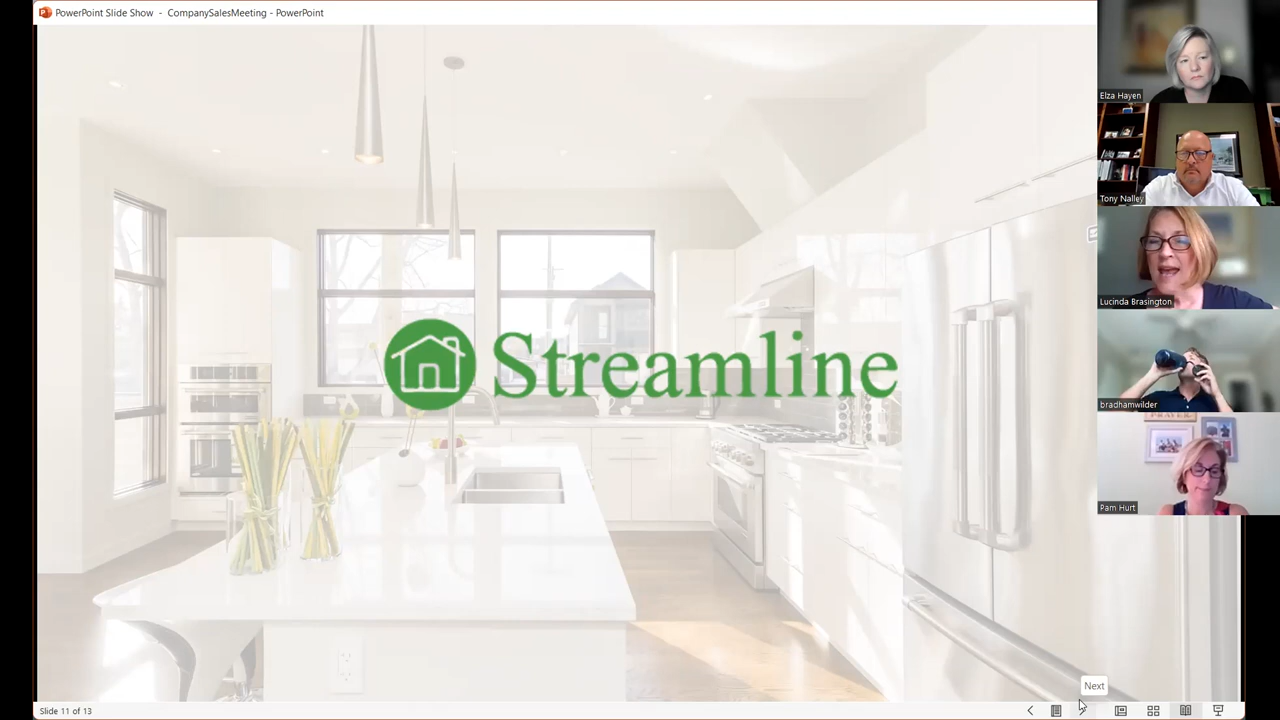 PowerPoint Slide Show - CompanySalesMeeting - PowerPoint
Elza Hayen
Tony Nalley
Lucinda Brasington
bradhamwilder
PRAYER
Pam Hurt
Streamline
Next
Slide 11 of 13